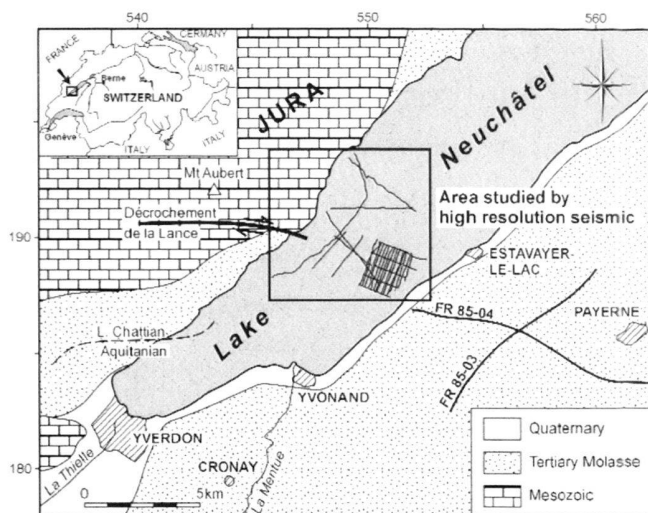 540
550
560
FRANCE
GERMANY
Berne
AUSTRIA
SWITZERLAND
Genève
ITALY
ITALY
JURA
Neuchâtel
Mt Aubert
Area studied by
high resolution seismic
Décrochement
de la Lance
190
ESTAVAYER-
LE-LAC
FR 85-04
PAYERNE
L. Chattian
Aquitanian
Lake
FR 85-03
YVONAND
YVERDON
La Thielle
La Mentue
CRONAY
180
0
5km
Quaternary
Tertiary Molasse
Mesozoic